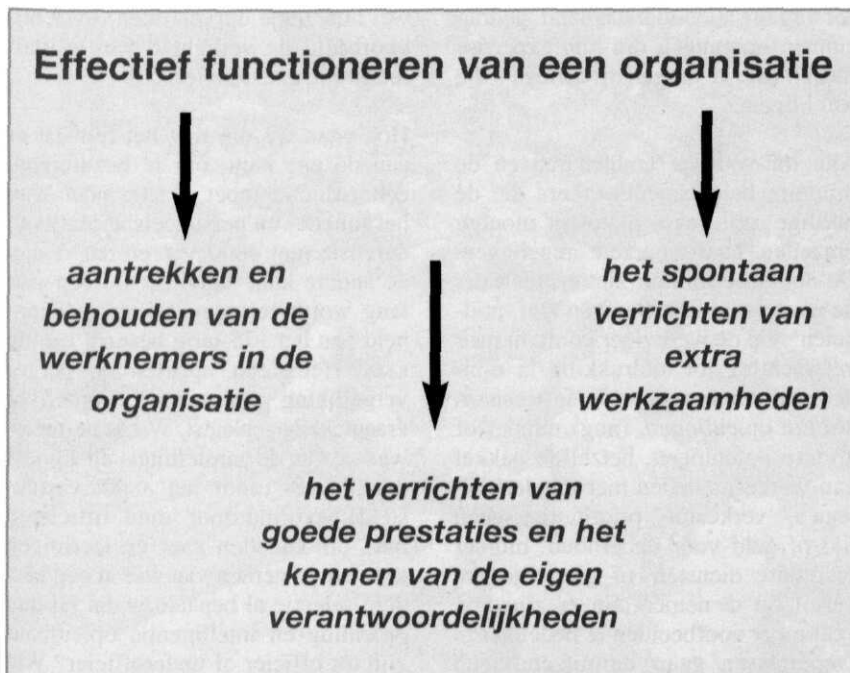 Effectief functioneren van een organisatie
aantrekken en
behouden van de
werknemers in de
organisatie
het spontaan
verrichten van
extra
werkzaamheden
het verrichten van
goede prestaties en het
kennen van de eigen
verantwoordelijkheden